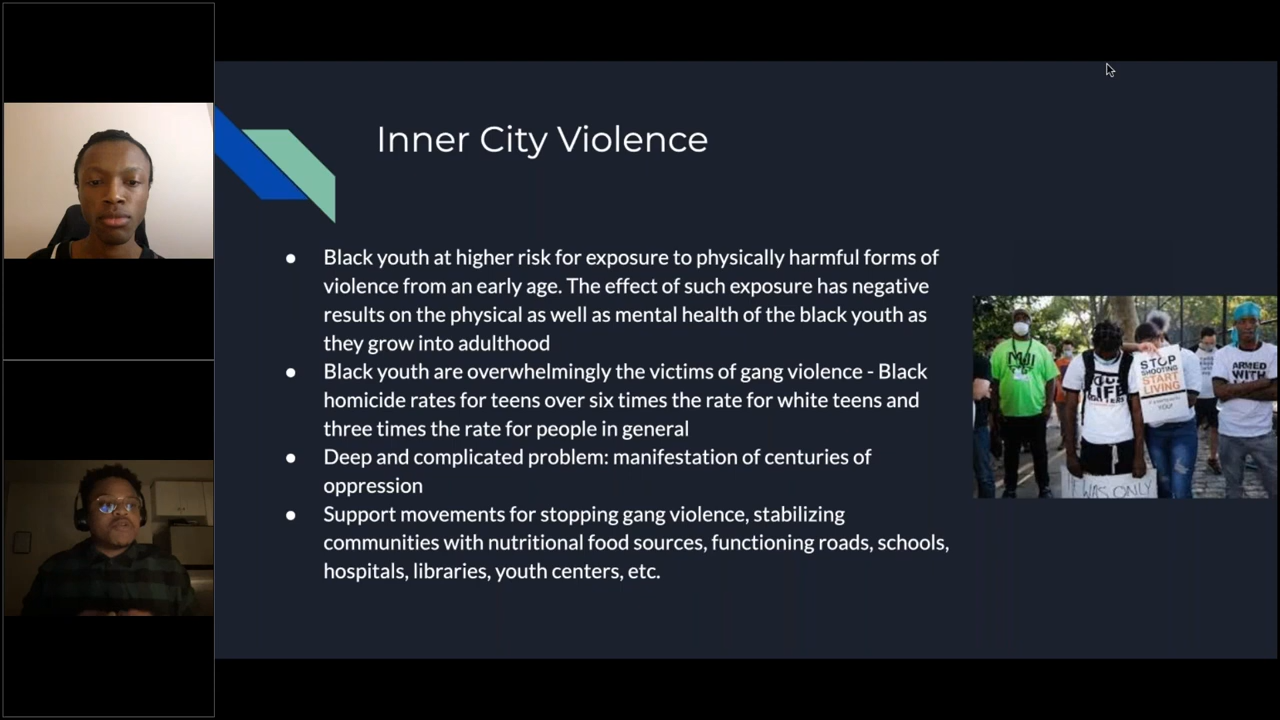 Inner City Violence
● Black youth at higher risk for exposure to physically harmful forms of
violence from an early age. The effect of such exposure has negative
results on the physical as well as mental health of the black youth as
they grow into adulthood
● Black youth are overwhelmingly the victims of gang violence - Black
homicide rates for teens over six times the rate for white teens and
three times the rate for people in general
● Deep and complicated problem: manifestation of centuries of
oppression
● Support movements for stopping gang violence, stabilizing
communities with nutritional food sources, functioning roads, schools,
hospitals, libraries, youth centers, etc.
STOP
SHOOTING
START
LIVING
YOU!
LIFE
ARMED
WITH
WAS ONLY